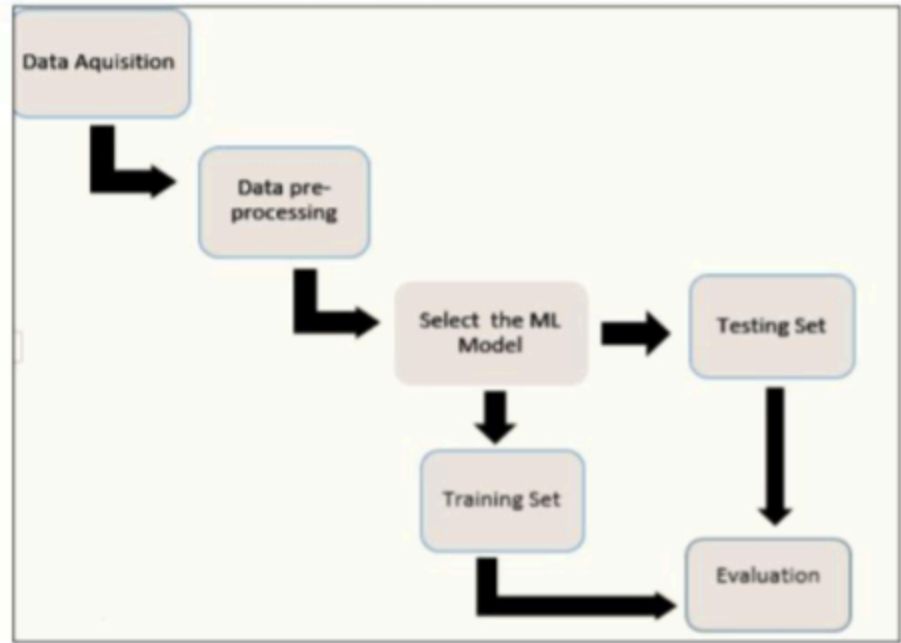 Data Aquisition
Data pre-
processing
Select the ML
Model
Testing Set
Training Set
Evaluation